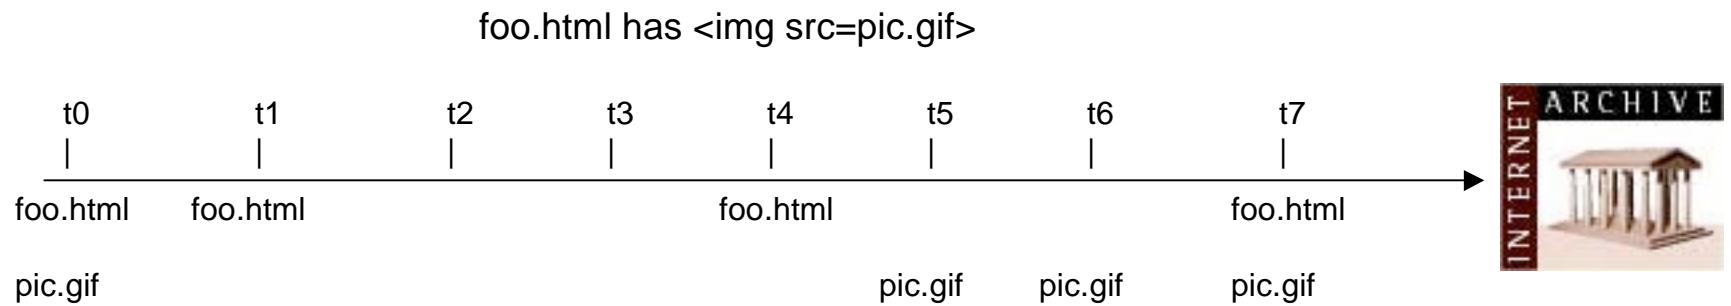 foo.html has <img src=pic.gif>
t0 t1 t2 t3 t4 t5 t6 t7
| | | | | | | |
foo.html foo.html foo.html foo.html
pic.gif pic.gif pic.gif pic.gif
INTERNET
ARCHIVE